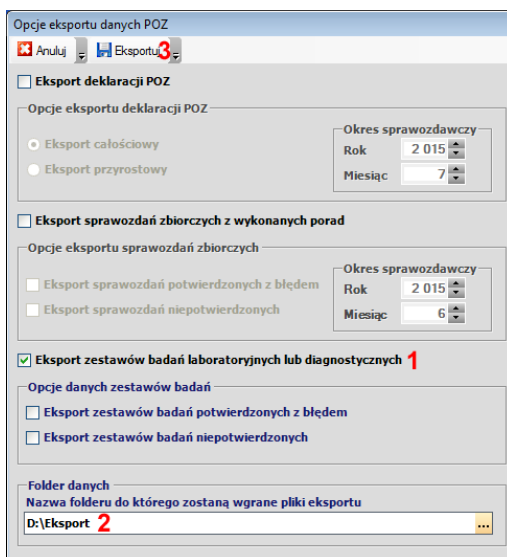 Opcje eksportu danych POZ
Anuluj Eksportuj 3
Eksport deklaracji POZ
Opcje eksportu deklaracji POZ
Eksport całościowy
Eksport przyrostowy
Okres sprawozdawczy
Rok 2 015
Miesiąc 7
Eksport sprawozdań zbiorczych z wykonanych porad
Opcje eksportu sprawozdań zbiorczych
Eksport sprawozdań potwierdzonych z błędem
Eksport sprawozdań niepotwierdzonych
Okres sprawozdawczy
Rok 2 015
Miesiąc 6
Eksport zestawów badań laboratoryjnych lub diagnostycznych 1
Opcje danych zestawów badań
Eksport zestawów badań potwierdzonych z błędem
Eksport zestawów badań niepotwierdzonych
Folder danych
Nazwa folderu do którego zostaną wgrane pliki eksportu
D:\Eksport 2 ...